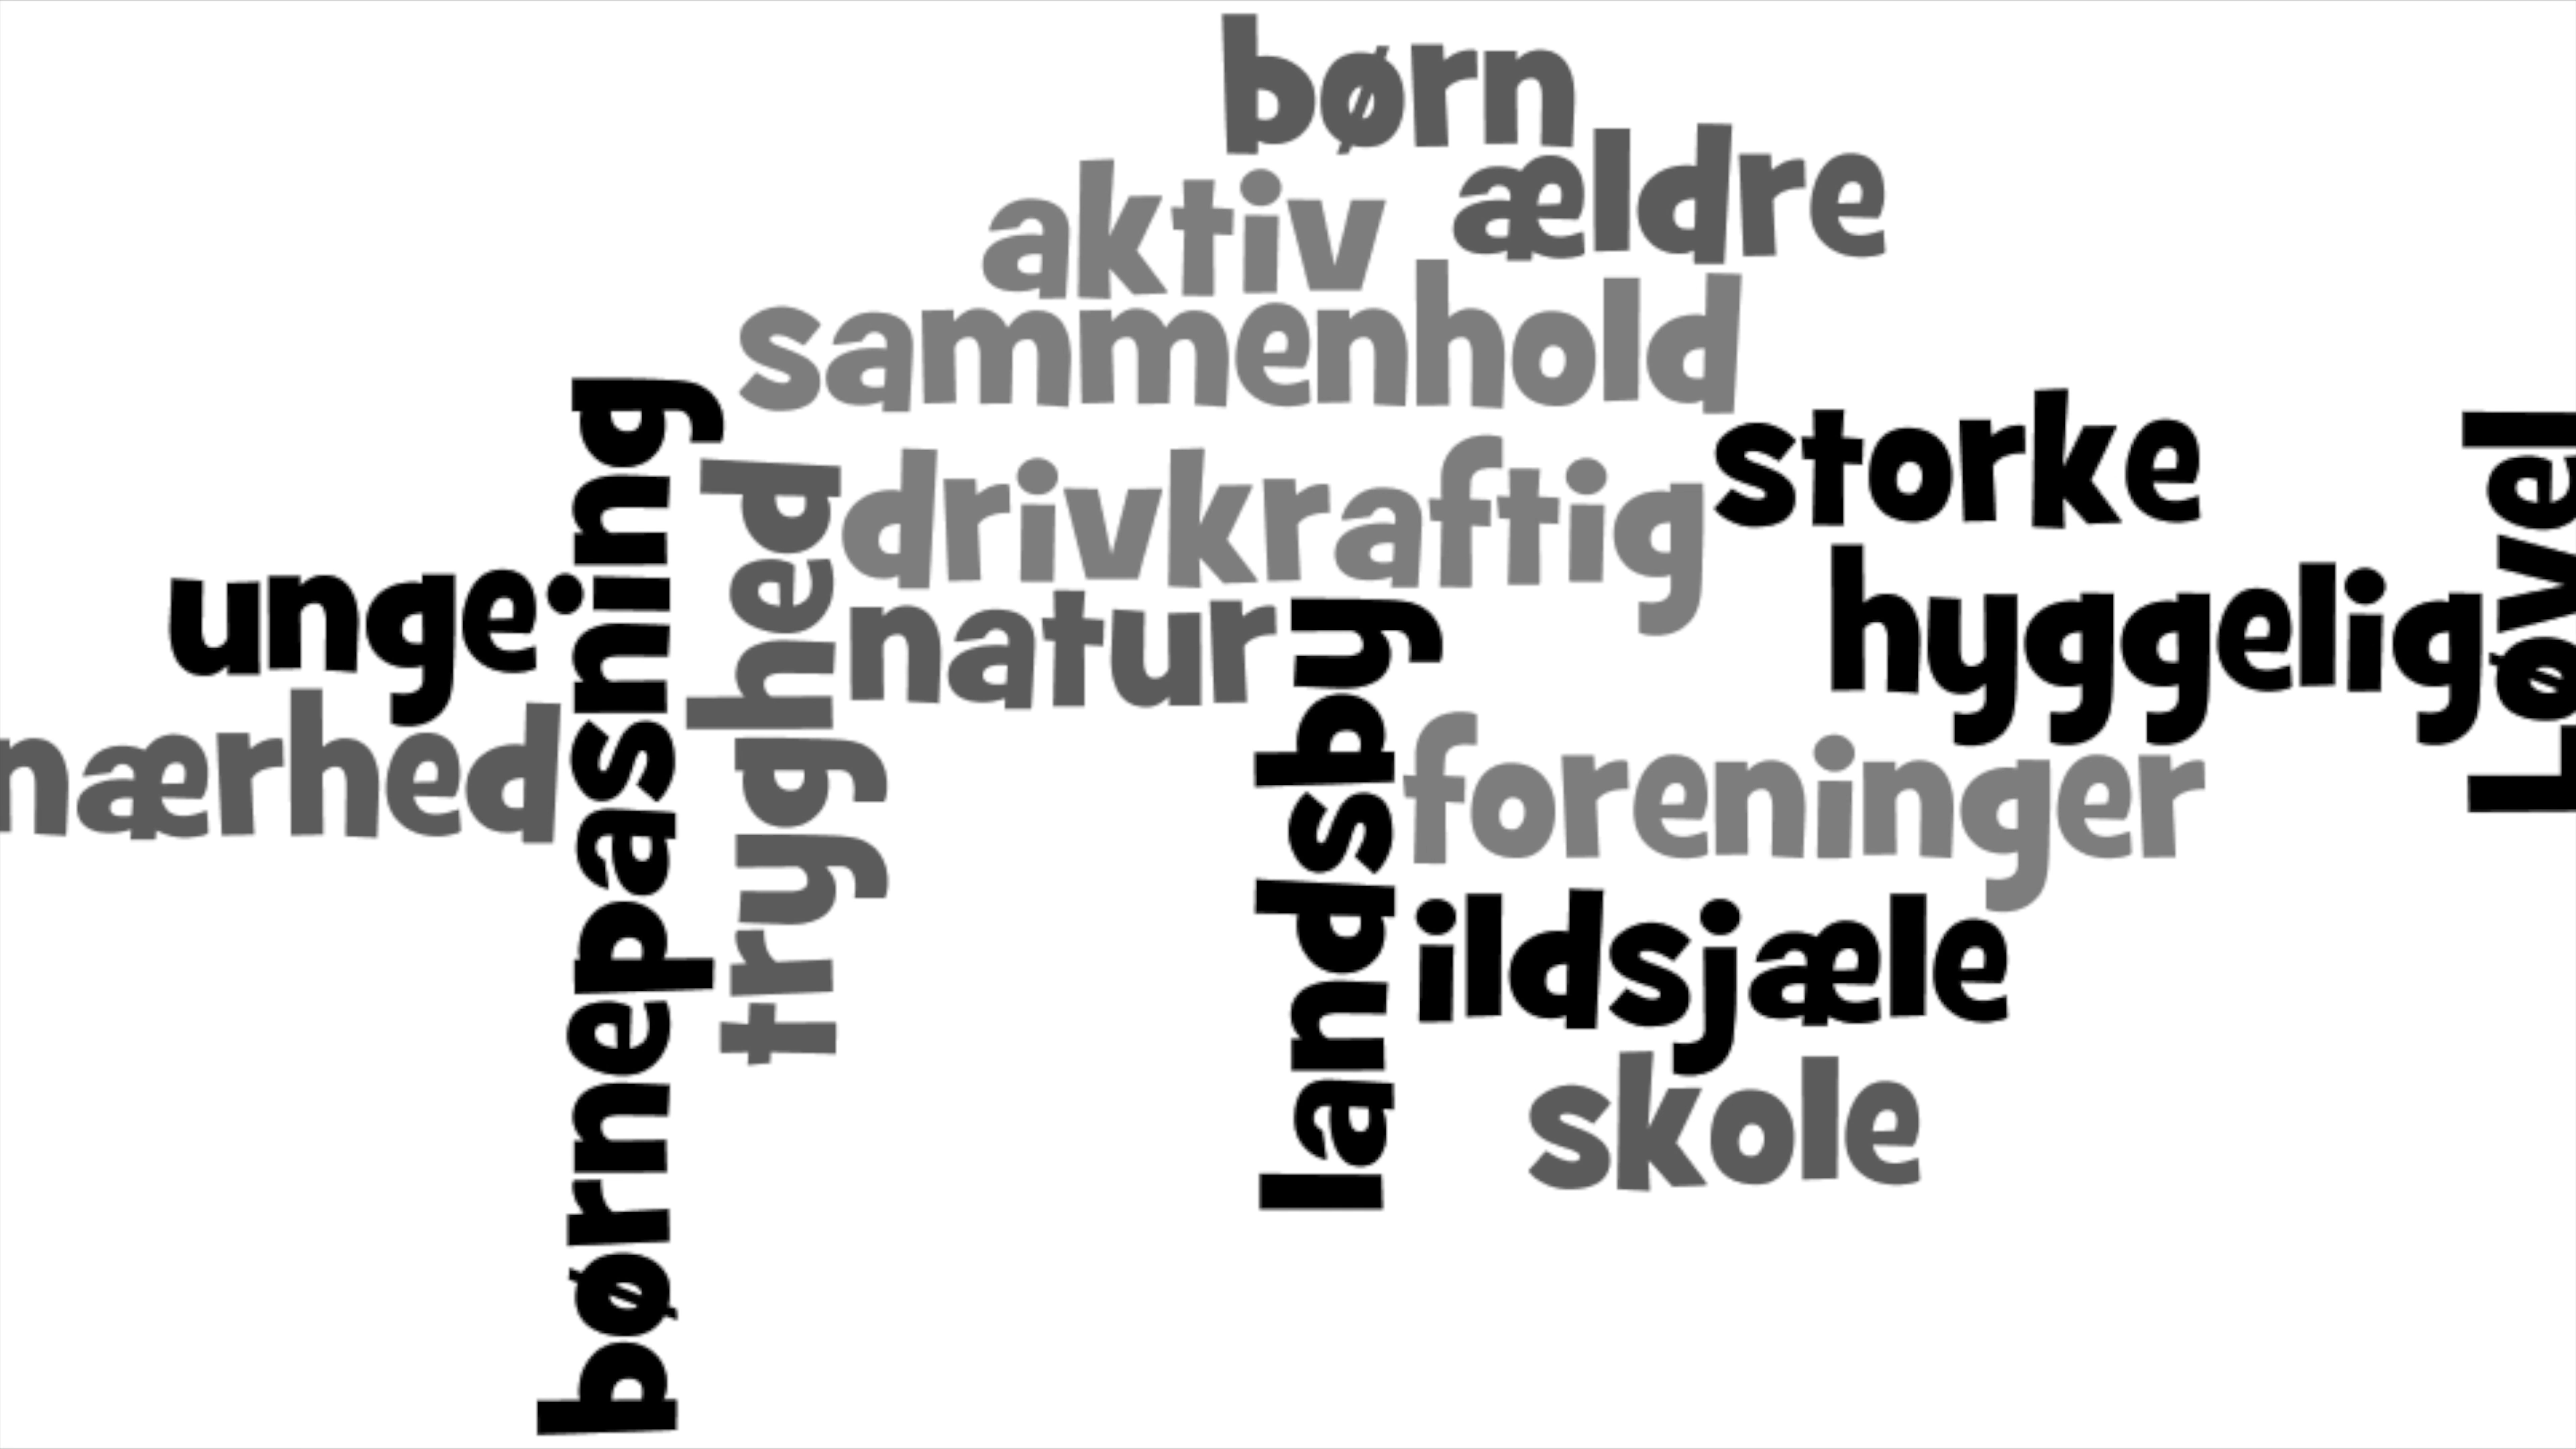 børn
ældre
aktiv
sammenhold
storke
drivkraftig
børnepasning
tryghed
unge
natur
hyggelig
Løvel
nærhed
landsby
foreninger
ildsjæle
skole